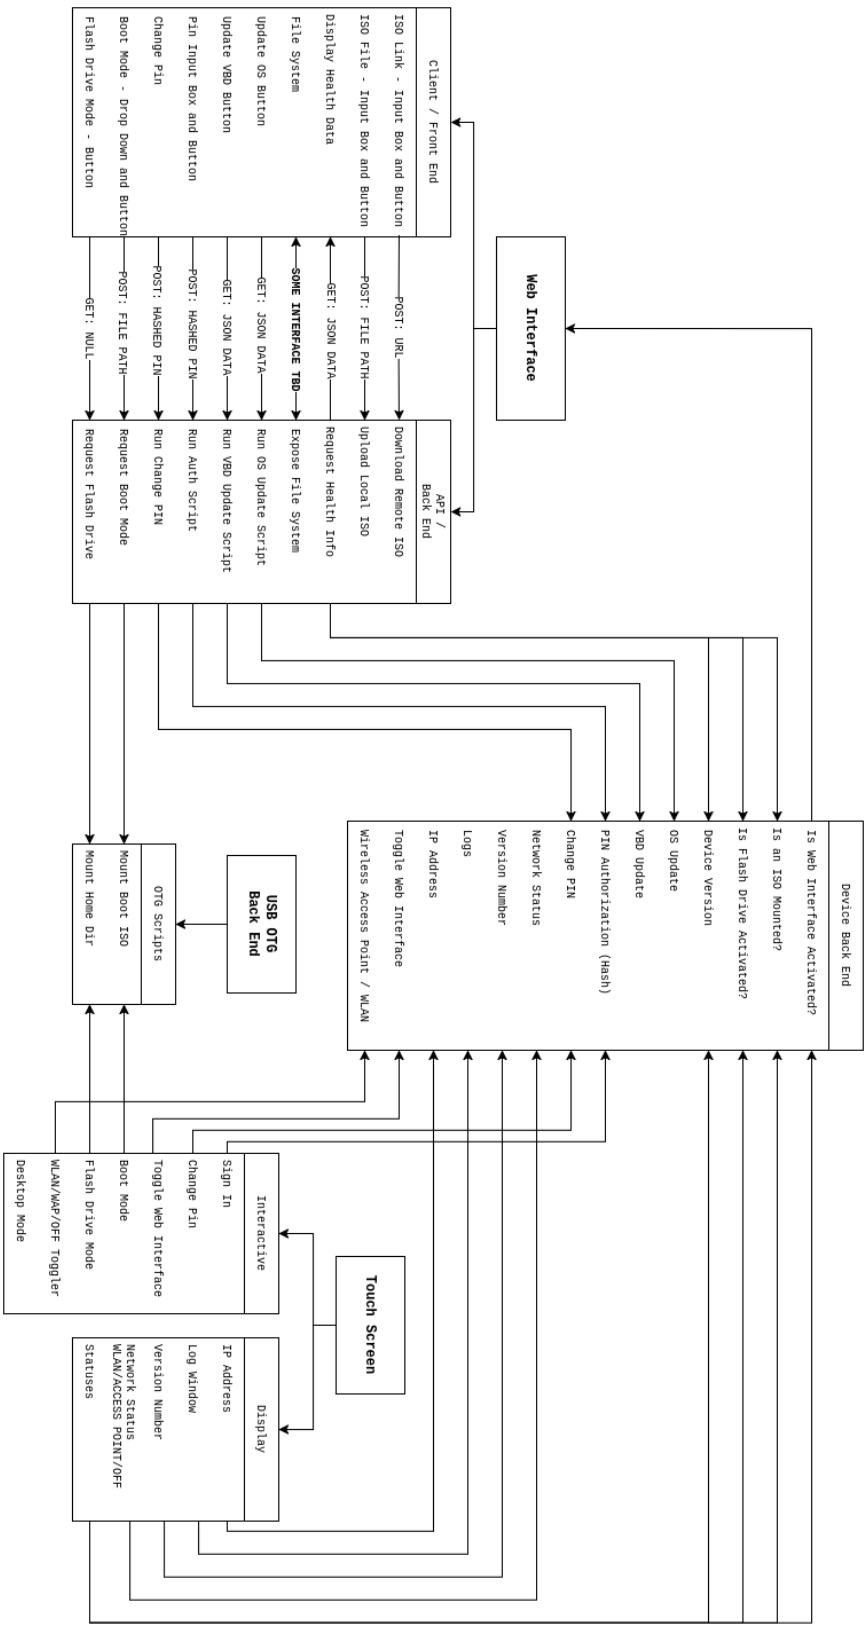 Device Back End
Is Web Interface Activated?
Is an ISO Mounted?
Is Flash Drive Activated?
Device Version
OS Update
VBD Update
PIN Authorization (Hash)
Change PIN
Network Status
Version Number
Logs
IP Address
Toggle Web Interface
Wireless Access Point / WLAN
Web Interface
Client / Front End
ISO Link - Input Box and Button
ISO File - Input Box and Button
Display Health Data
File System
Update OS Button
Update VBD Button
Pin Input Box and Button
Change Pin
Boot Mode - Drop Down and Button
Flash Drive Mode - Button
POST: URL
POST: FILE PATH
GET: JSON DATA
SOME INTERFACE TBD
GET: JSON DATA
GET: JSON DATA
POST: HASHED PIN
POST: HASHED PIN
POST: FILE PATH
GET: NULL
API /
Back End
Download Remote ISO
Upload Local ISO
Request Health Info
Expose File System
Run OS Update Script
Run VBD Update Script
Run Auth Script
Run Change PIN
Request Boot Mode
Request Flash Drive
USB OTG
Back End
OTG Scripts
Mount Boot ISO
Mount Home Dir
Touch Screen
Interactive
Sign In
Change Pin
Toggle Web Interface
Boot Mode
Flash Drive Mode
WLAN/WAP/OFF Toggler
Desktop Mode
Display
IP Address
Log Window
Version Number
Network Status
WLAN/ACCESS POINT/OFF
Statuses